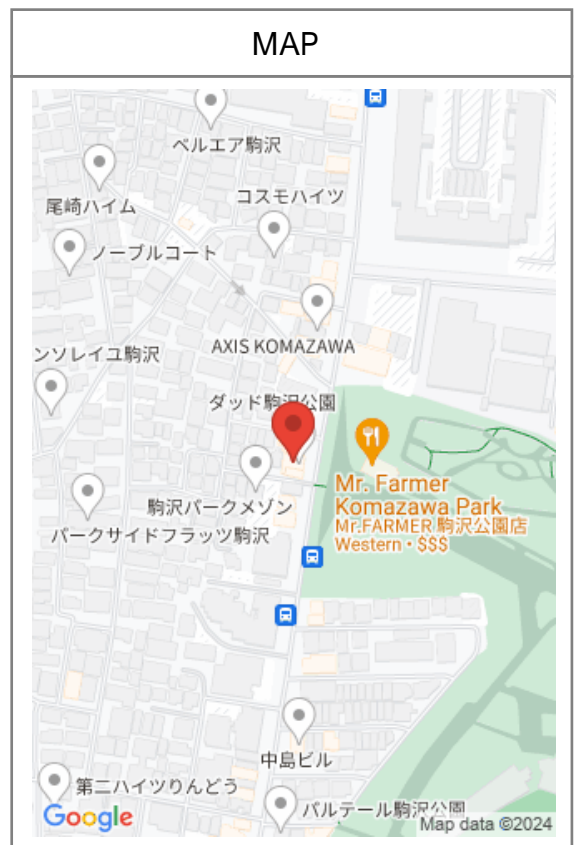 MAP
ベルエア駒沢
尾崎ハイム
コスモハイツ
ノーブルコート
AXIS KOMAZAWA
ンソレイユ駒沢
ダッド駒沢公園
Mr. Farmer
Komazawa Park
Mr.FARMER 駒沢公園店
Western • $$$
駒沢パークメゾン
パークサイドフラッツ駒沢
中島ビル
第二ハイツりんどう
パルテール駒沢公園
Google
Map data ©2024